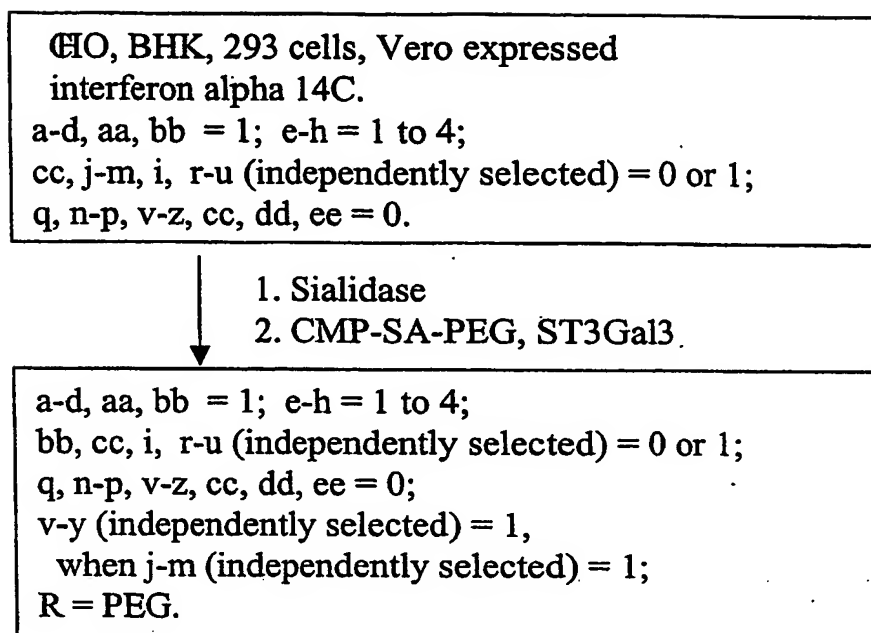 CHO, BHK, 293 cells, Vero expressed
interferon alpha 14C.
a-d, aa, bb = 1; e-h = 1 to 4;
cc, j-m, i, r-u (independently selected) = 0 or 1;
q, n-p, v-z, cc, dd, ee = 0.
1. Sialidase
2. CMP-SA-PEG, ST3Gal3
a-d, aa, bb = 1; e-h = 1 to 4;
bb, cc, i, r-u (independently selected) = 0 or 1;
q, n-p, v-z, cc, dd, ee = 0;
v-y (independently selected) = 1,
when j-m (independently selected) = 1;
R = PEG.